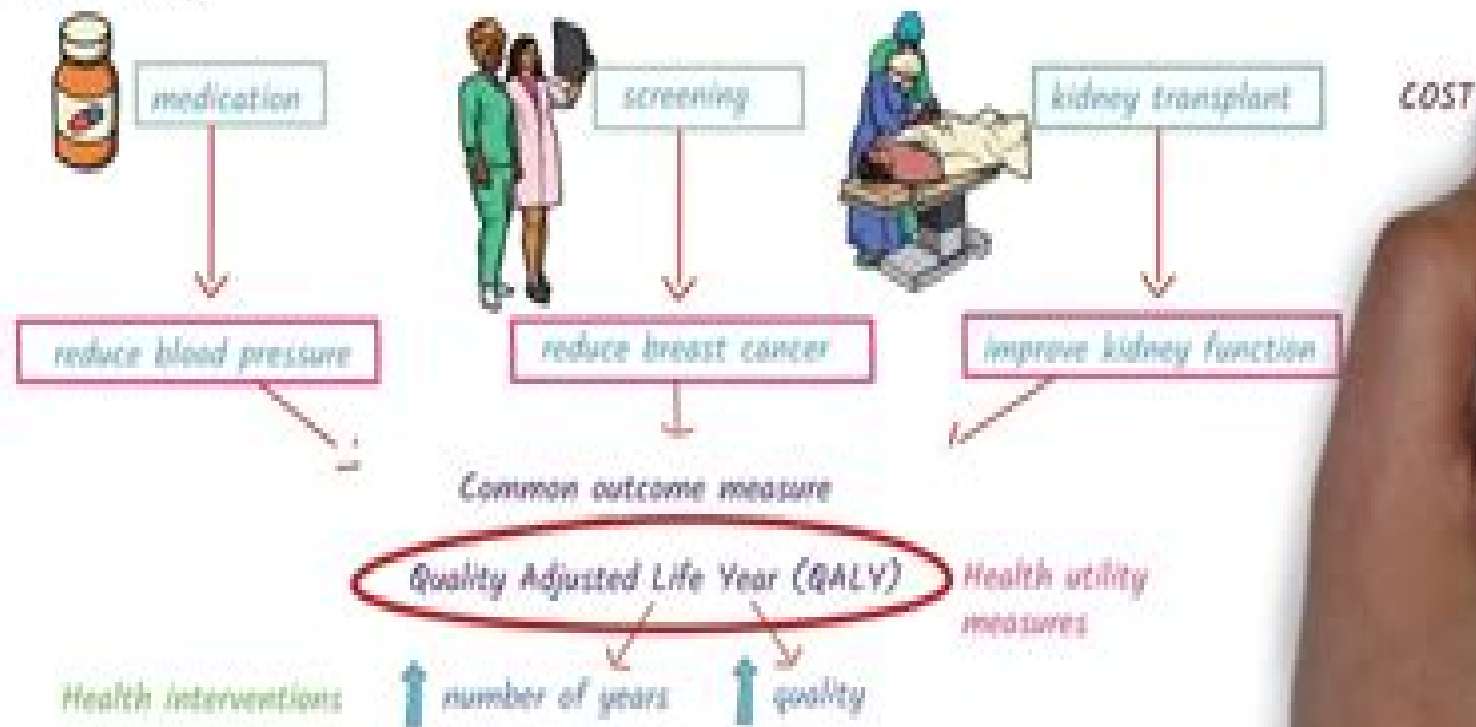 medication
screening
kidney transplant
COST
reduce blood pressure
reduce breast cancer
improve kidney function
Common outcome measure
Quality Adjusted Life Year (QALY)
Health utility
measures
Health interventions
number of years
quality